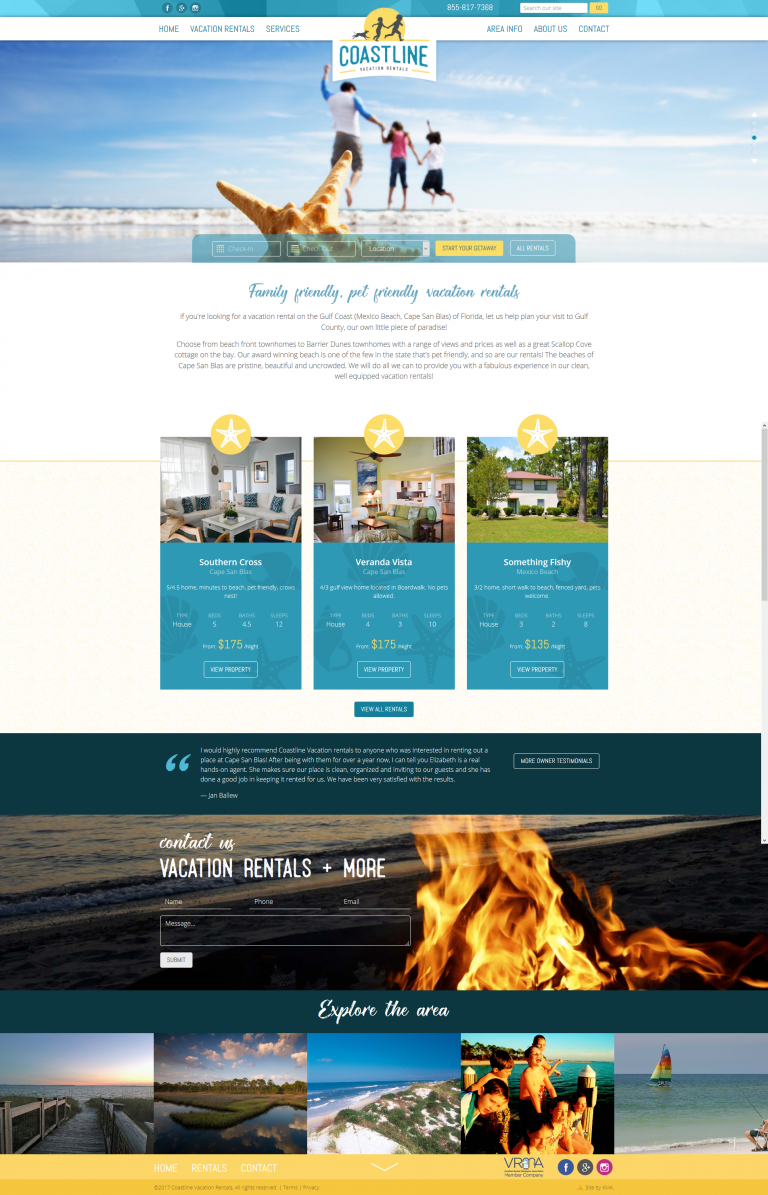 855-817-7368
Search our site
GO
HOME VACATION RENTALS SERVICES
AREA INFO ABOUT US CONTACT
COASTLINE
VACATION RENTALS
Check-in
Check Out
Location
START YOUR GETAWAY
ALL RENTALS
Family friendly, pet friendly vacation rentals
If you're looking for a vacation rental on the Gulf Coast (Mexico Beach, Cape San Blas) of Florida, let us help plan your visit to Gulf
County, our own little piece of paradise!
Choose from beach front townhomes to Barrier Dunes townhomes with a range of views and prices as well as a great Scallop Cove
cottage on the bay. Our award winning beach is one of the few in the state that's pet friendly, and so are our rentals! The beaches of
Cape San Blas are pristine, beautiful and uncrowded. We will do all we can to provide you with a fabulous experience in our clean,
well equipped vacation rentals!
Southern Cross
Cape San Blas
5/4.5 home, minutes to beach, pet friendly, crows
nest!
TYPE BEDS BATHS SLEEPS
House 5 4.5 12
From: $175 /Night
VIEW PROPERTY
Veranda Vista
Cape San Blas
4/3 gulf view home located in Boardwalk. No pets
allowed.
TYPE BEDS BATHS SLEEPS
House 4 3 10
From: $175 /Night
VIEW PROPERTY
Something Fishy
Mexico Beach
3/2 home, short walk to beach, fenced yard, pets
welcome.
TYPE BEDS BATHS SLEEPS
House 3 2 8
From: $135 /Night
VIEW PROPERTY
VIEW ALL RENTALS
I would highly recommend Coastline Vacation rentals to anyone who was interested in renting out a
place at Cape San Blas! After being with them for over a year now, I can tell you Elizabeth is a real
hands-on agent. She makes sure our place is clean, organized and inviting to our guests and she has
done a good job in keeping it rented for us. We have been very satisfied with the results.
— Jan Ballew
MORE OWNER TESTIMONIALS
contact us
VACATION RENTALS + MORE
Name
Phone
Email
Message...
SUBMIT
Explore the area
HOME RENTALS CONTACT
VRMA
Member Company
©2017 Coastline Vacation Rentals, All rights reserved. | Terms | Privacy